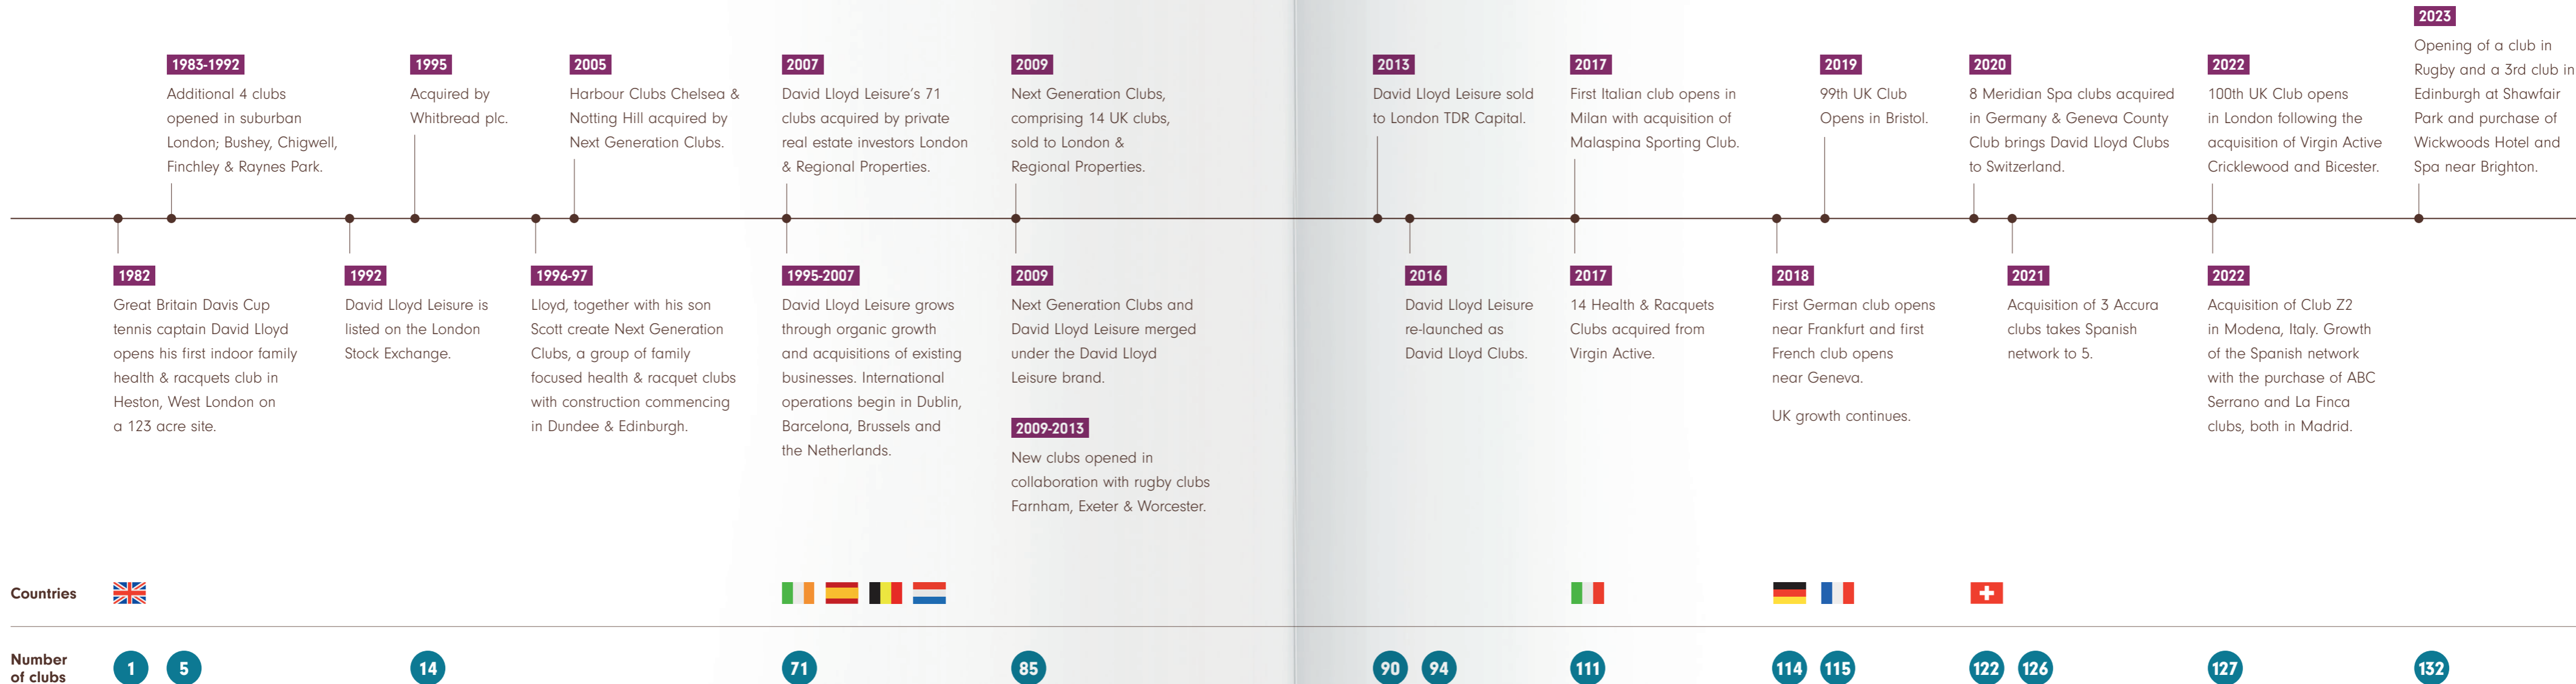 1983-1992
Additional 4 clubs
opened in suburban
London; Bushey, Chigwell,
Finchley & Raynes Park.
1995
Acquired by
Whitbread plc.
2005
Harbour Clubs Chelsea &
Notting Hill acquired by
Next Generation Clubs.
2007
David Lloyd Leisure's 71
clubs acquired by private
real estate investors London
& Regional Properties.
2009
Next Generation Clubs,
comprising 14 UK clubs,
sold to London &
Regional Properties.
2013
David Lloyd Leisure sold
to London TDR Capital.
2017
First Italian club opens in
Milan with acquisition of
Malaspina Sporting Club.
2019
99th UK Club
Opens in Bristol.
2020
8 Meridian Spa clubs acquired
in Germany & Geneva County
Club brings David Lloyd Clubs
to Switzerland.
2022
100th UK Club opens
in London following the
acquisition of Virgin Active
Cricklewood and Bicester.
2023
Opening of a club in
Rugby and a 3rd club in
Edinburgh at Shawfair
Park and purchase of
Wickwoods Hotel and
Spa near Brighton.
1982
Great Britain Davis Cup
tennis captain David Lloyd
opens his first indoor family
health & racquets club in
Heston, West London on
a 123 acre site.
1992
David Lloyd Leisure is
listed on the London
Stock Exchange.
1996-97
Lloyd, together with his son
Scott create Next Generation
Clubs, a group of family
focused health & racquet clubs
with construction commencing
in Dundee & Edinburgh.
1995-2007
David Lloyd Leisure grows
through organic growth
and acquisitions of existing
businesses. International
operations begin in Dublin,
Barcelona, Brussels and
the Netherlands.
2009
Next Generation Clubs and
David Lloyd Leisure merged
under the David Lloyd
Leisure brand.
2009-2013
New clubs opened in
collaboration with rugby clubs
Farnham, Exeter & Worcester.
2016
David Lloyd Leisure
re-launched as
David Lloyd Clubs.
2017
14 Health & Racquets
Clubs acquired from
Virgin Active.
2018
First German club opens
near Frankfurt and first
French club opens
near Geneva.
UK growth continues.
2021
Acquisition of 3 Accura
clubs takes Spanish
network to 5.
2022
Acquisition of Club Z2
in Modena, Italy. Growth
of the Spanish network
with the purchase of ABC
Serrano and La Finca
clubs, both in Madrid.
Countries
Number
of clubs
1 5 14 71 85 90 94 111 114 115 122 126 127 132